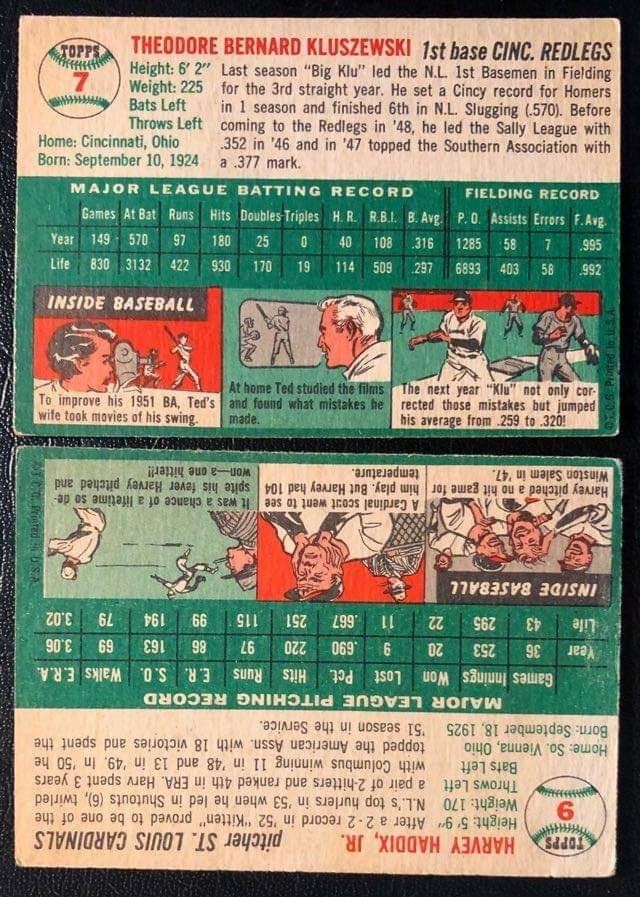 TOPPS
7
THEODORE BERNARD KLUSZEWSKI 1st base CINC. REDLEGS
Height: 6' 2"
Weight: 225
Bats Left
Throws Left
Home: Cincinnati, Ohio
Born: September 10, 1924
Last season "Big Klu" led the N.L. 1st Basemen in Fielding
for the 3rd straight year. He set a Cincy record for Homers
in 1 season and finished 6th in N.L. Slugging (.570). Before
coming to the Redlegs in '48, he led the Sally League with
.352 in '46 and in '47 topped the Southern Association with
a .377 mark.
MAJOR LEAGUE BATTING RECORD FIELDING RECORD
Games At Bat Runs Hits Doubles Triples H. R. R.B.I. B. Avg. P. O. Assists Errors F. Avg.
Year 149 570 97 180 25 0 40 108 .316 1285 58 7 .995
Life 830 3132 422 930 170 19 114 509 .297 6893 403 58 .992
INSIDE BASEBALL
To improve his 1951 BA, Ted's
wife took movies of his swing.
At home Ted studied the films
and found what mistakes he
made.
The next year "Klu" not only cor-
rected those mistakes but jumped
his average from .259 to .320!
© T.C.G. Printed in U.S.A.
TOPPS
9
HARVEY HADDIX, JR. pitcher ST. LOUIS CARDINALS
Height: 5' 9"
Weight: 170
Throws Left
Bats Left
Home: So. Vienna, Ohio
Born: September 18, 1925
After a 2 - 2 record in '52, "Kitten" proved to be one of the
N.L.'s top hurlers in '53 when he led in Shutouts (6), twirled
a pair of 2-hitters and ranked 4th in ERA. Harv spent 3 years
with Columbus winning 11 in '48 and 13 in '49. In '50 he
topped the American Assn. with 18 victories and spent the
'51 season in the Service.
MAJOR LEAGUE PITCHING RECORD
Games Innings Won Lost Pct. Hits Runs E.R. S.O. Walks E.R.A.
Year 36 253 20 9 .690 220 97 86 163 69 3.06
Life 43 295 22 11 .667 251 115 99 194 79 3.02
INSIDE BASEBALL
Harvey pitched a no hit game for
Winston Salem in '47.
A Cardinal scout went to see
him play. But Harvey had 104
temperature.
It was a chance of a lifetime so de-
spite his fever Harvey pitched and
won—a one hitter!!
Printed in U.S.A.